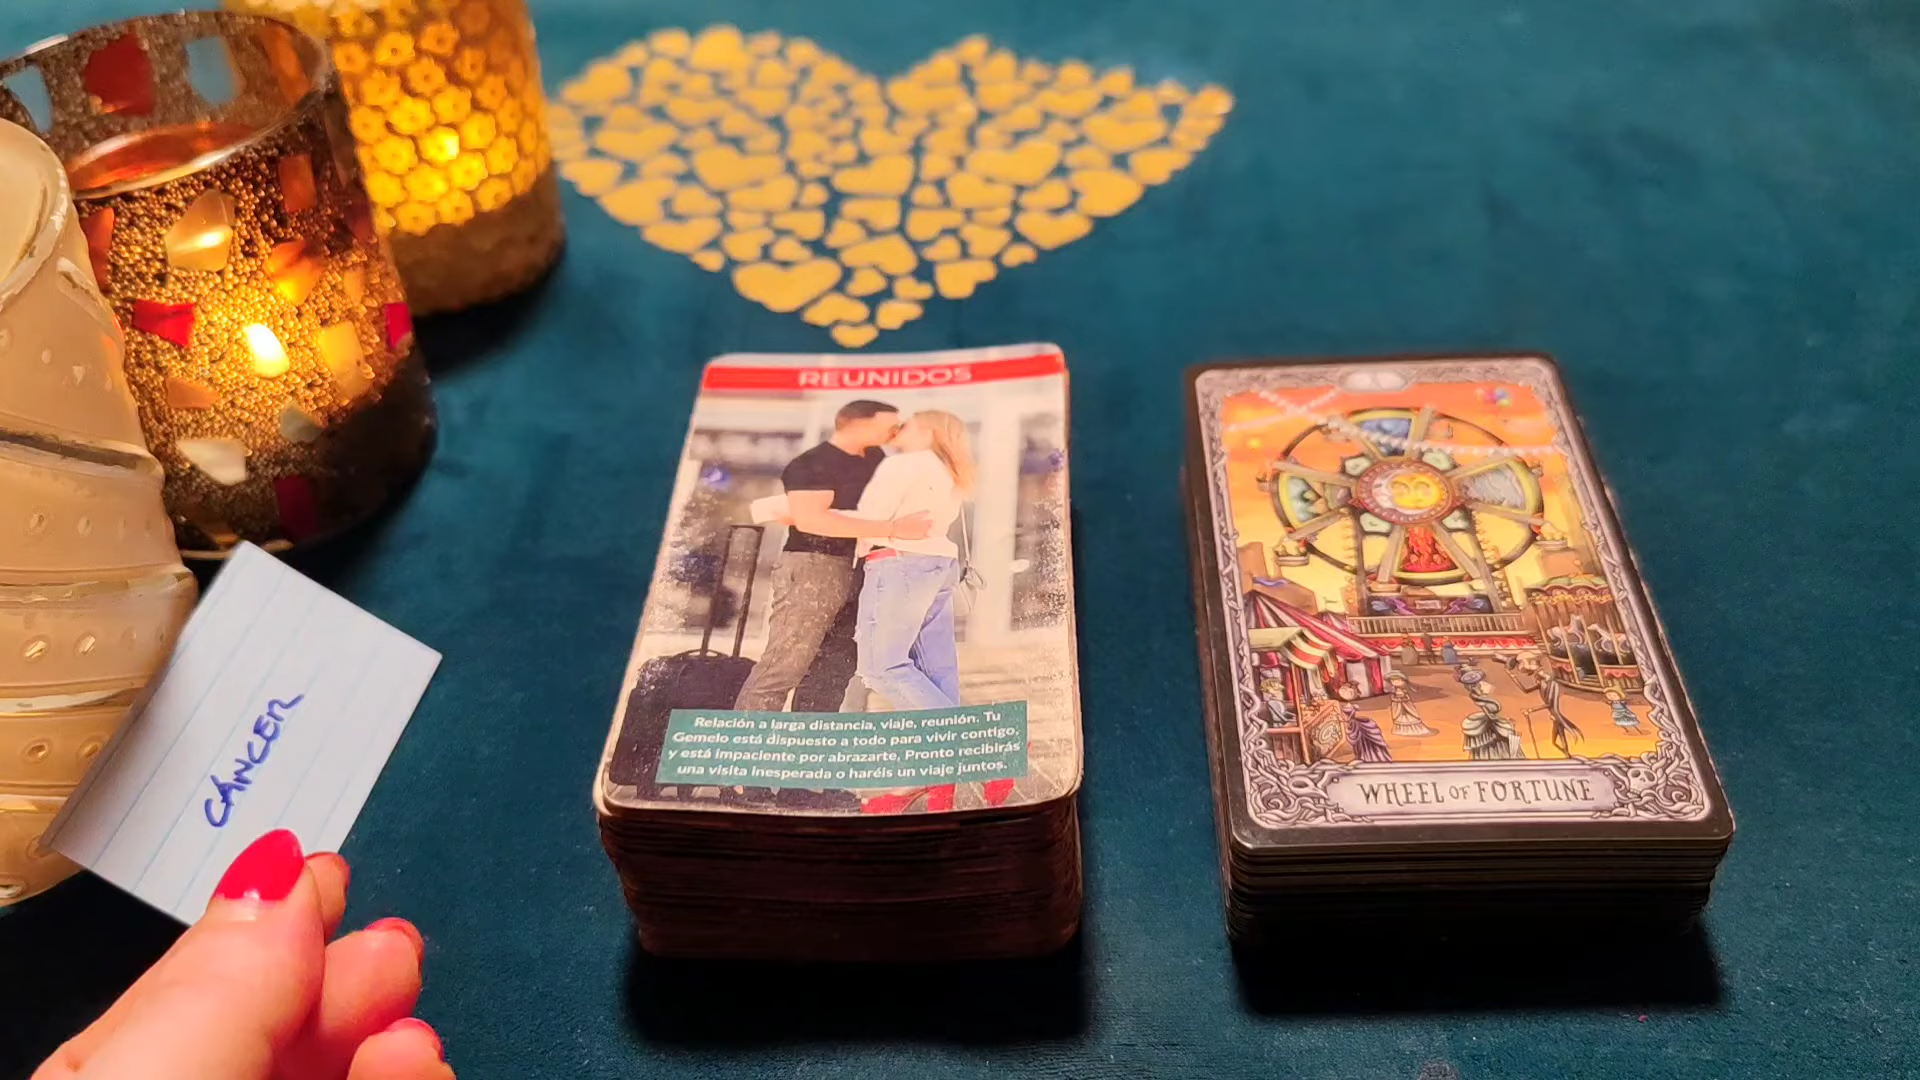 REUNIDOS
Relación a larga distancia, viaje, reunión. Tu
Gemelo está dispuesto a todo para vivir contigo,
y está impaciente por abrazarte. Pronto recibirás
una visita inesperada o haréis un viaje juntos.
WHEEL OF FORTUNE
CÁNCER